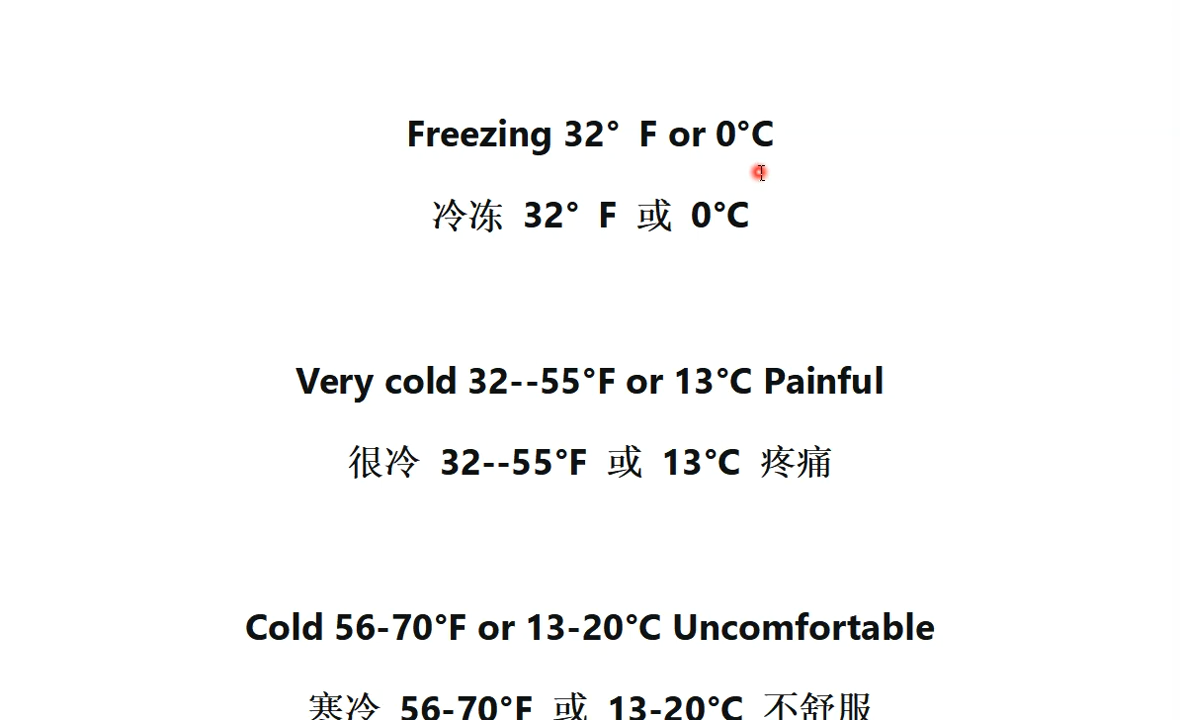 Freezing 32° F or 0°C
冷冻 32° F 或 0°C
Very cold 32--55°F or 13°C Painful
很冷 32--55°F 或 13°C 疼痛
Cold 56-70°F or 13-20°C Uncomfortable
寒冷 56-70°F 或 13-20°C 不舒服